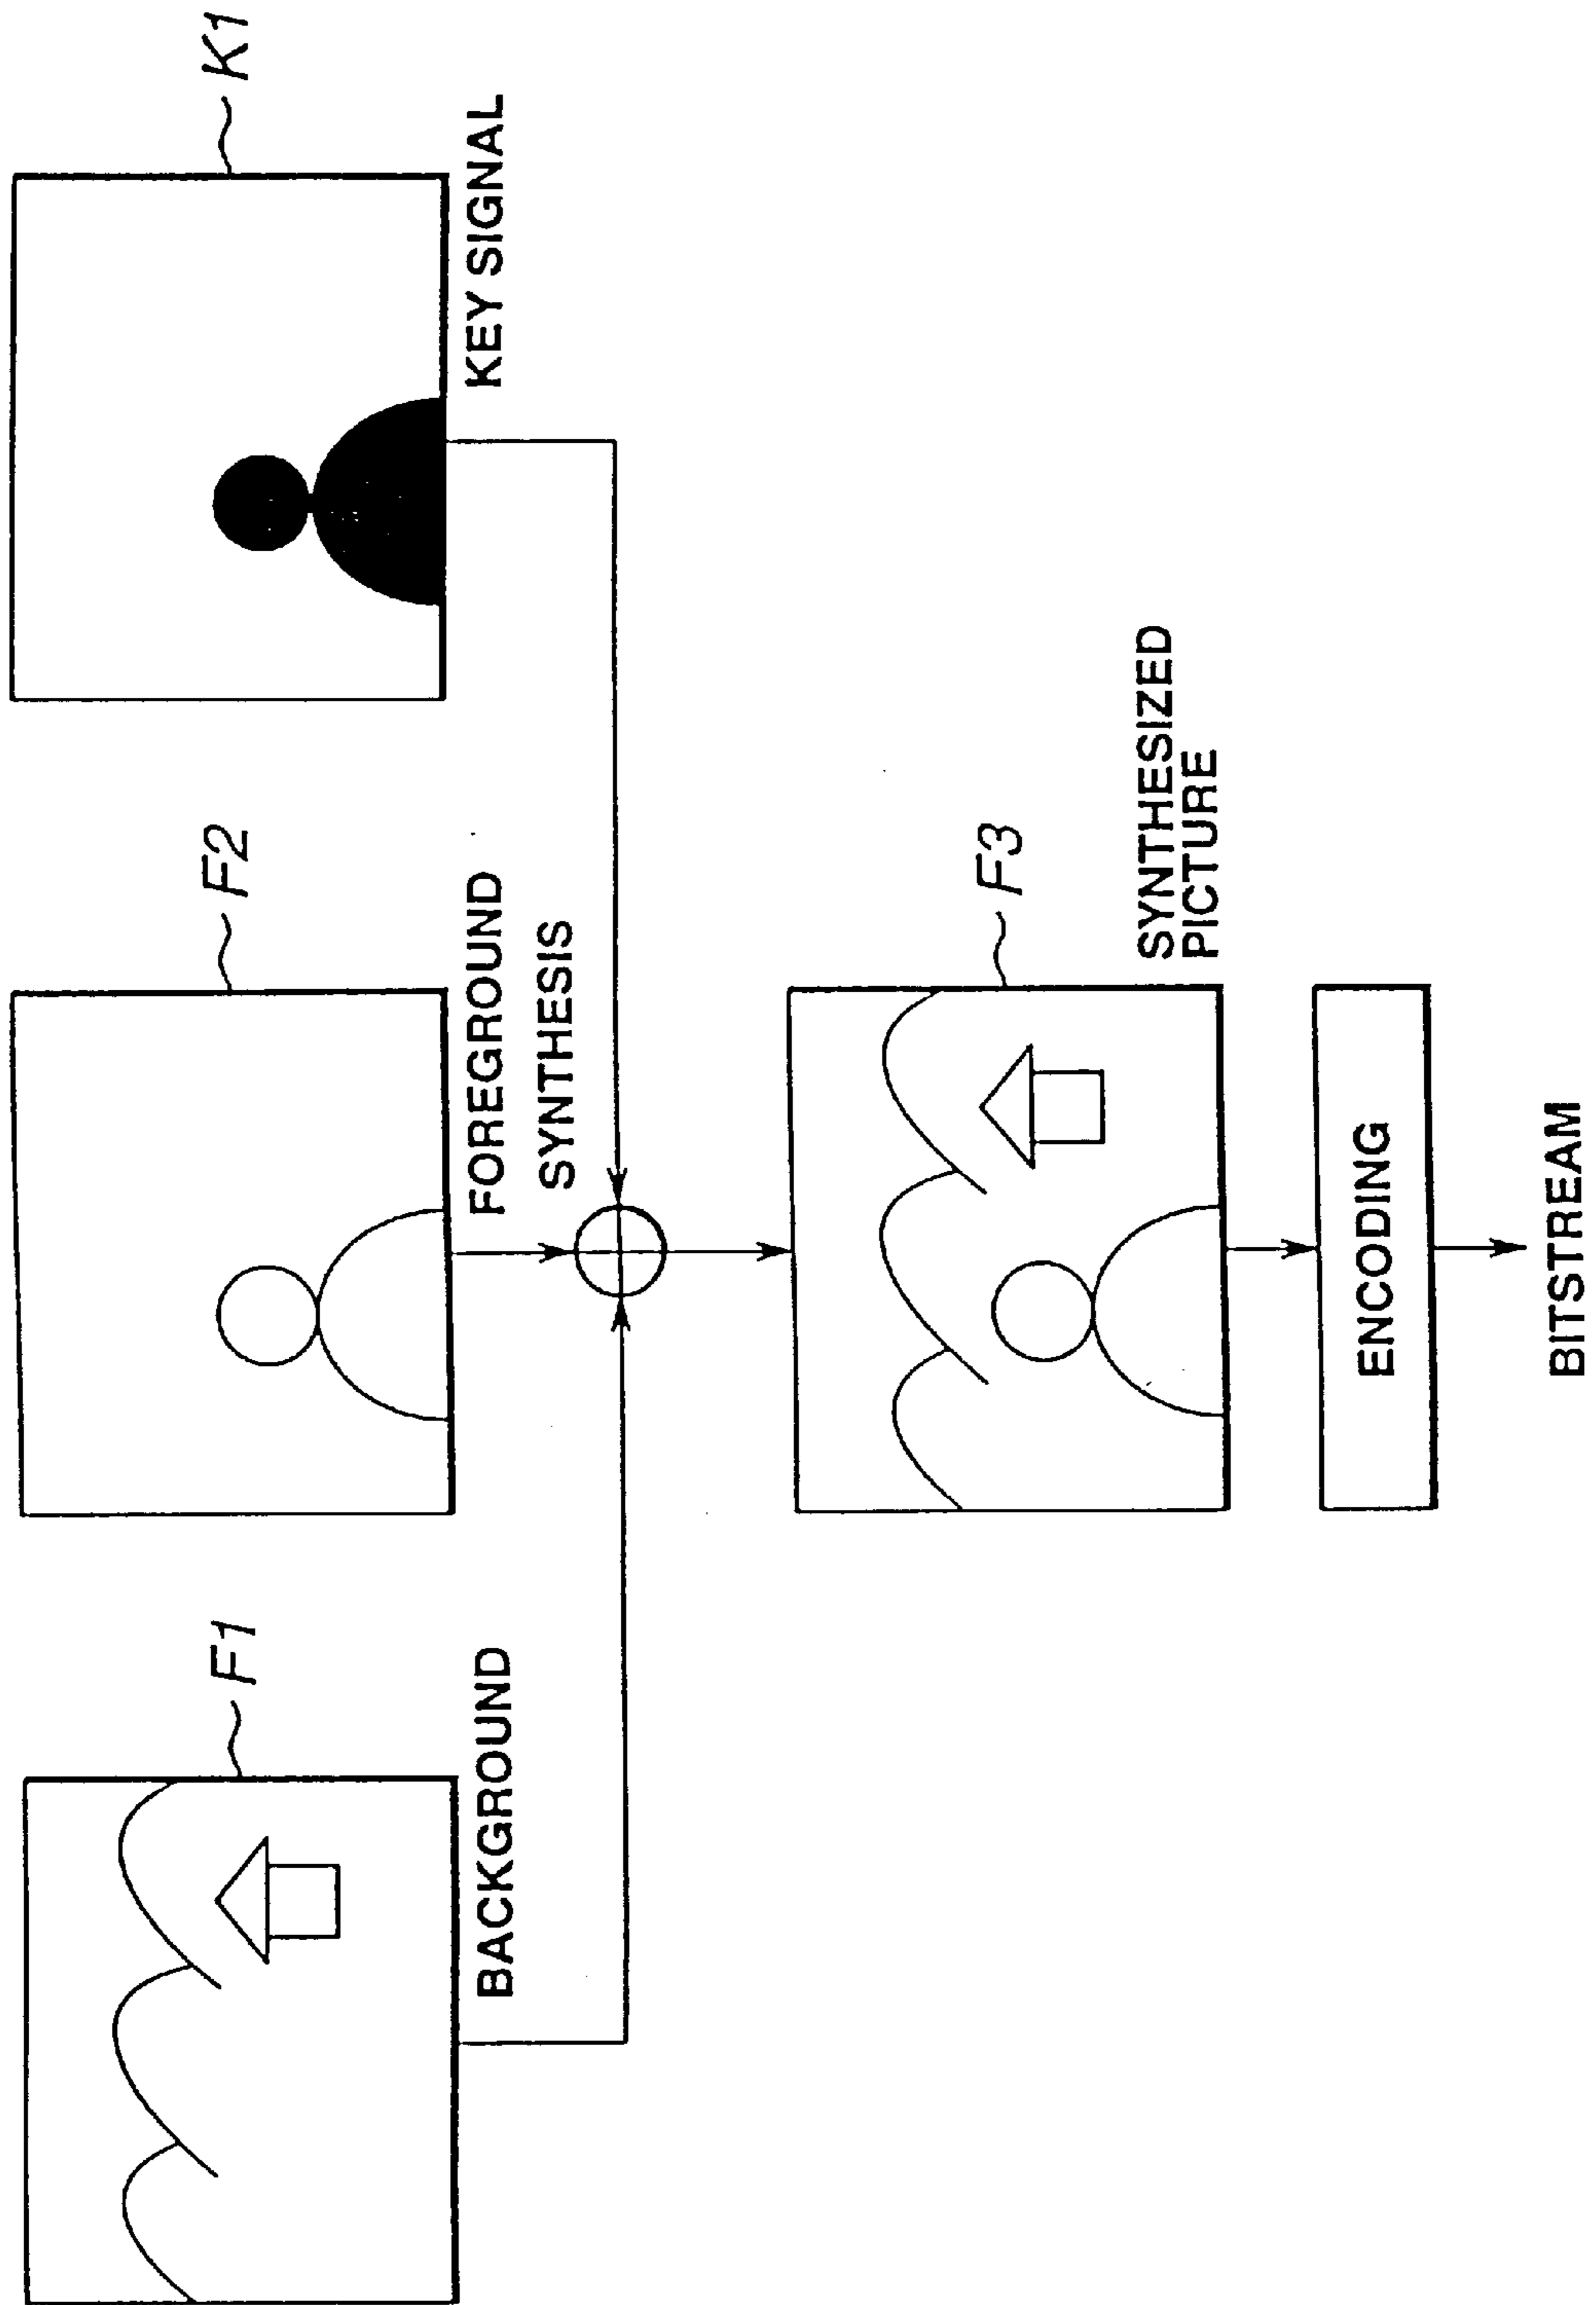 F1
F2
K1
BACKGROUND
FOREGROUND
KEY SIGNAL
SYNTHESIS
F3
SYNTHESIZED
PICTURE
ENCODING
BITSTREAM